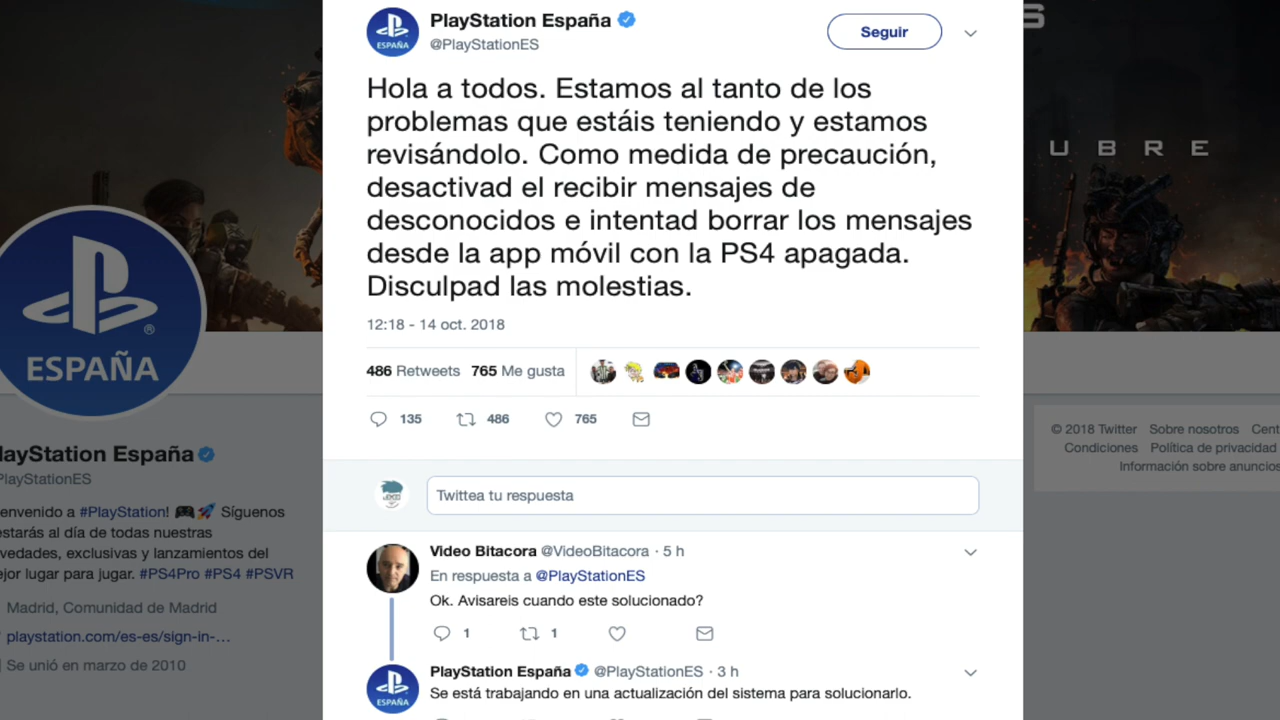 PlayStation España
@PlayStationES
Seguir
Hola a todos. Estamos al tanto de los
problemas que estáis teniendo y estamos
revisándolo. Como medida de precaución,
desactivad el recibir mensajes de
desconocidos e intentad borrar los mensajes
desde la app móvil con la PS4 apagada.
Disculpad las molestias.
12:18 - 14 oct. 2018
486 Retweets 765 Me gusta
135 486 765
Twittea tu respuesta
Video Bitacora @VideoBitacora · 5 h
En respuesta a @PlayStationES
Ok. Avisareis cuando este solucionado?
1 1
PlayStation España @PlayStationES · 3 h
Se está trabajando en una actualización del sistema para solucionarlo.
ESPAÑA
ESPAÑA
ESPAÑA
®
layStation España
PlayStationES
envenido a #PlayStation! Síguenos
estarás al día de todas nuestras
vedades, exclusivas y lanzamientos del
ejor lugar para jugar. #PS4Pro #PS4 #PSVR
Madrid, Comunidad de Madrid
playstation.com/es-es/sign-in-…
Se unió en marzo de 2010
S
UBRE
© 2018 Twitter Sobre nosotros Cent
Condiciones Política de privacidad
Información sobre anuncios